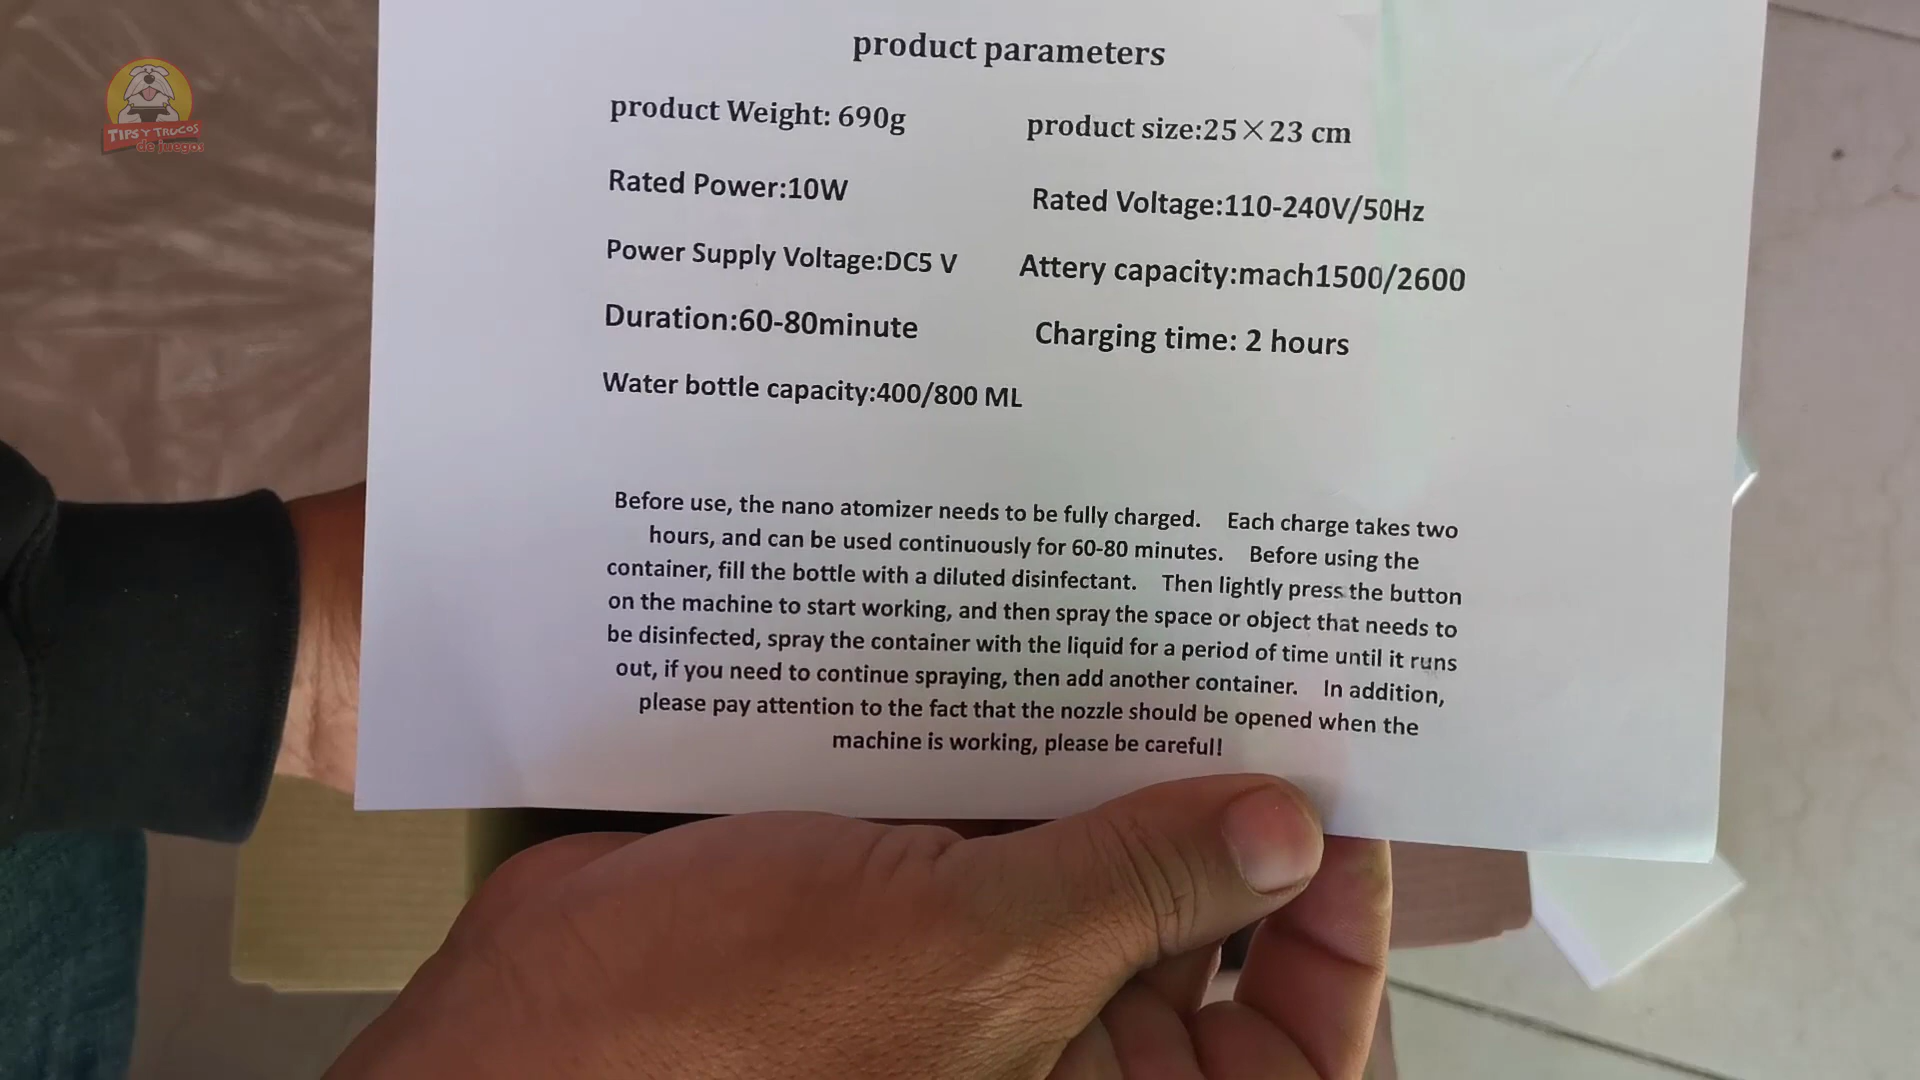 TIPS Y TRUCOS
de juegos
product parameters
product Weight: 690g
product size:25×23 cm
Rated Power:10W
Rated Voltage:110-240V/50Hz
Power Supply Voltage:DC5 V
Attery capacity:mach1500/2600
Duration:60-80minute
Charging time: 2 hours
Water bottle capacity:400/800 ML
Before use, the nano atomizer needs to be fully charged. Each charge takes two
hours, and can be used continuously for 60-80 minutes. Before using the
container, fill the bottle with a diluted disinfectant. Then lightly press the button
on the machine to start working, and then spray the space or object that needs to
be disinfected, spray the container with the liquid for a period of time until it runs
out, if you need to continue spraying, then add another container. In addition,
please pay attention to the fact that the nozzle should be opened when the
machine is working, please be careful!